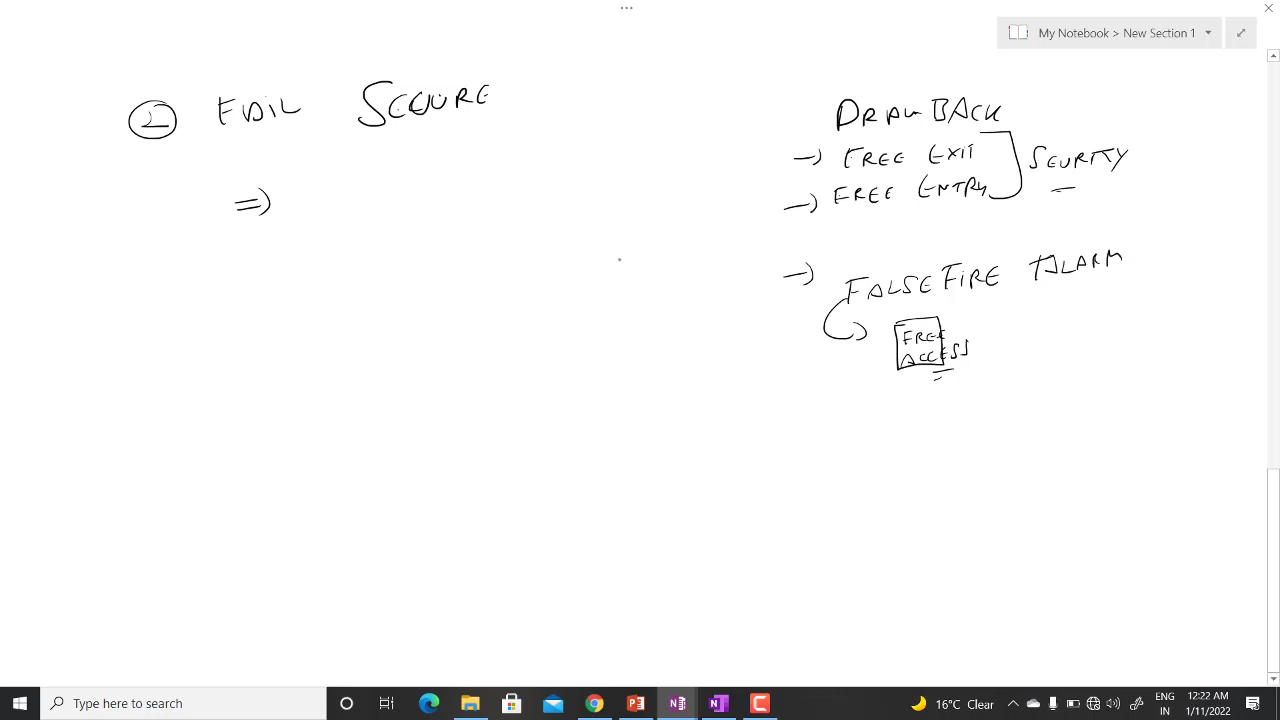 My Notebook > New Section 1
2 FAIL SECURE
=>
DRAWBACK
→ FREE EXIT
→ FREE ENTRY
SECURITY
→ FALSE FIRE ALARM
FREE
ACCESS
Type here to search
16°C Clear
ENG
IN
12:22 AM
1/11/2022